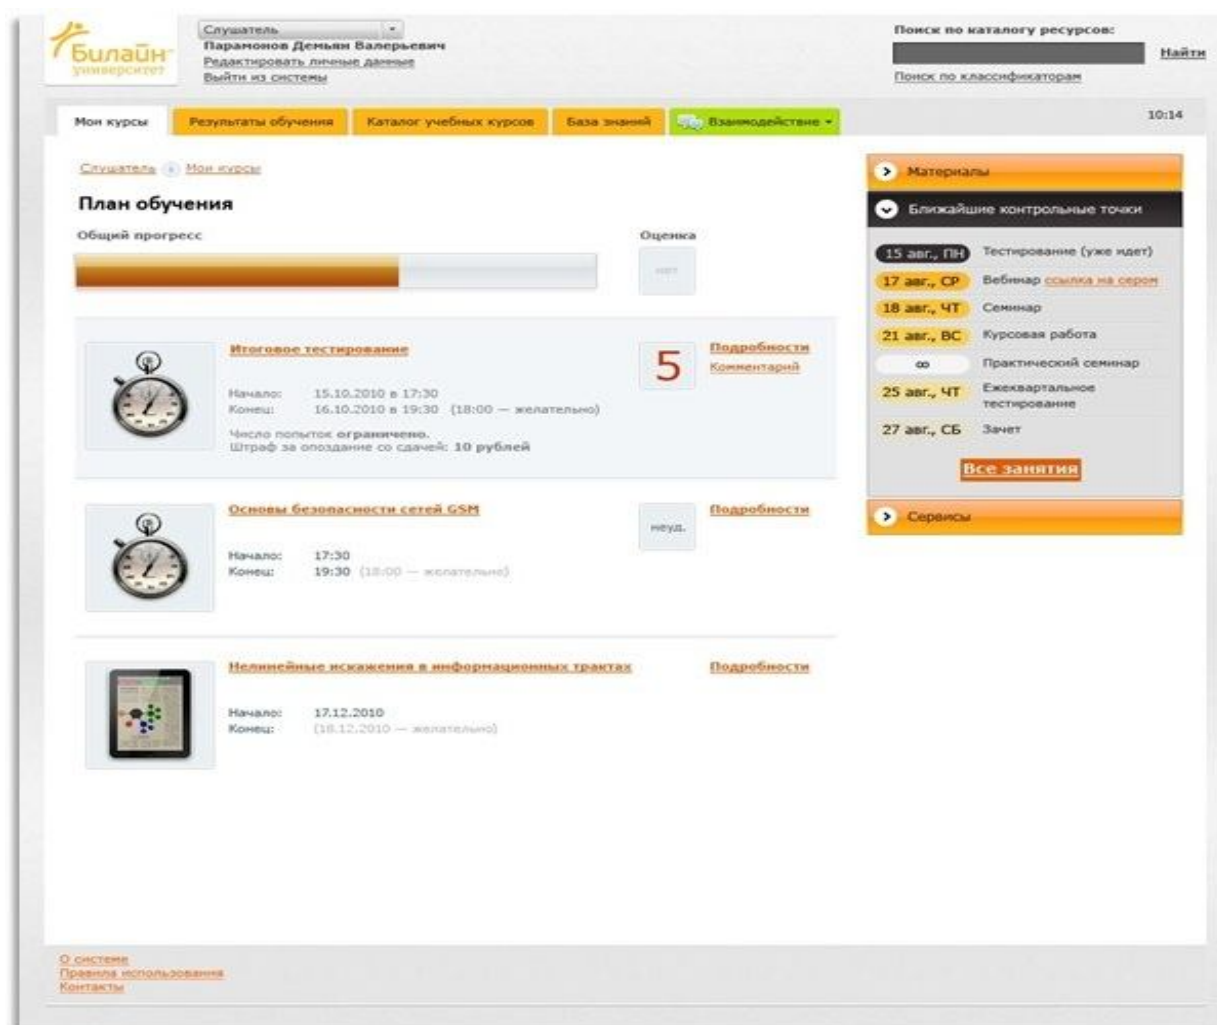 Билайн
университет
Слушатель
Парамонов Демьян Валерьевич
Редактировать личные данные
Выйти из системы
Поиск по каталогу ресурсов:
Найти
Поиск по классификаторам
Мои курсы
Результаты обучения
Каталог учебных курсов
База знаний
Взаимодействие
10:14
Слушатель
Мои курсы
План обучения
Общий прогресс
Оценка
нет
Итоговое тестирование
5
Подробности
Комментарий
Начало: 15.10.2010 в 17:30
Конец: 16.10.2010 в 19:30 (18:00 — желательно)
Число попыток ограничено.
Штраф за опоздание со сдачей: 10 рублей
Основы безопасности сетей GSM
неуд.
Подробности
Начало: 17:30
Конец: 19:30 (18:00 — желательно)
Нелинейные искажения в информационных трактах
Подробности
Начало: 17.12.2010
Конец: (18.12.2010 — желательно)
Материалы
Ближайшие контрольные точки
15 авг., ПН Тестирование (уже идет)
17 авг., СР Вебинар ссылка на сером
18 авг., ЧТ Семинар
21 авг., ВС Курсовая работа
∞ Практический семинар
25 авг., ЧТ Ежеквартальное
тестирование
27 авг., СБ Зачет
Все занятия
Сервисы
О системе
Правила использования
Контакты